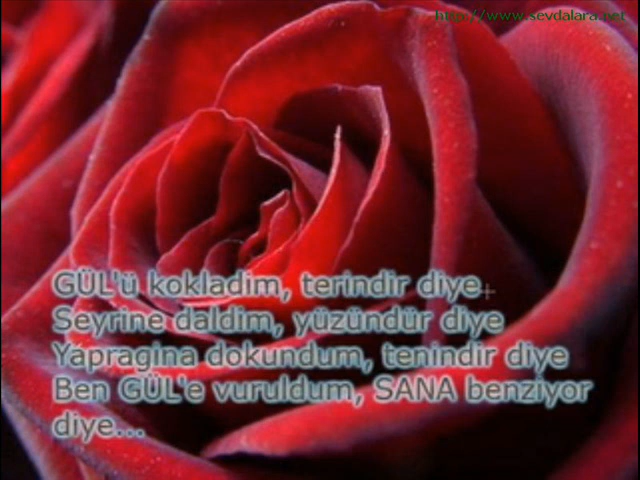 http://www.sevdalara.net
GÜL'ü kokladim, terindir diye
Seyrine daldim, yüzündür diye
Yapragina dokundum, tenindir diye
Ben GÜL'e vuruldum, SANA benziyor
diye...